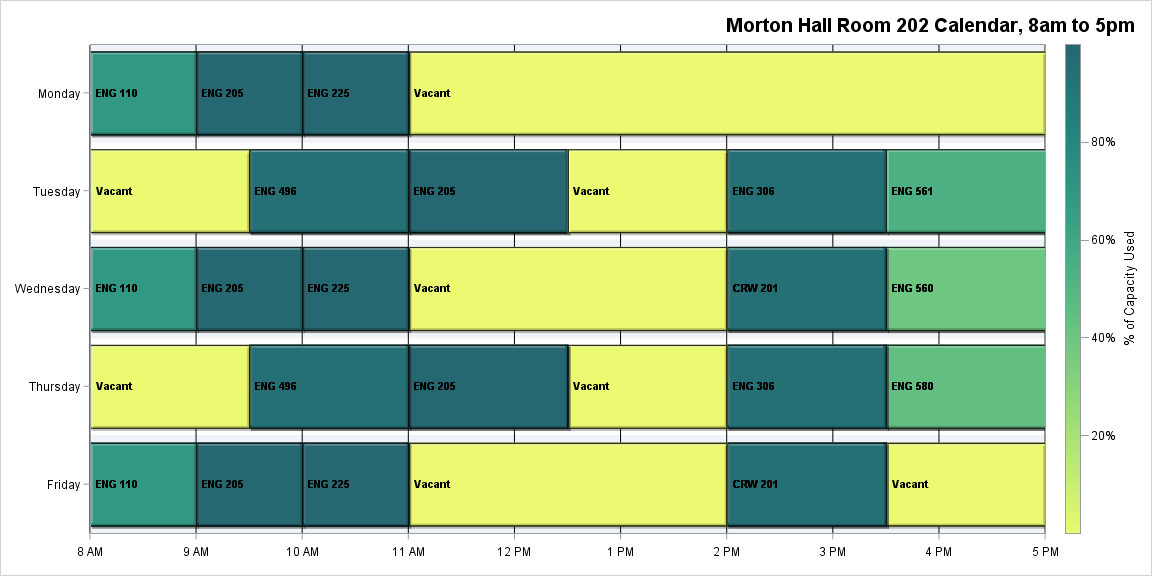 Morton Hall Room 202 Calendar, 8am to 5pm
Monday
ENG 110
ENG 205
ENG 225
Vacant
Tuesday
Vacant
ENG 496
ENG 205
Vacant
ENG 306
ENG 561
Wednesday
ENG 110
ENG 205
ENG 225
Vacant
CRW 201
ENG 560
Thursday
Vacant
ENG 496
ENG 205
Vacant
ENG 306
ENG 580
Friday
ENG 110
ENG 205
ENG 225
Vacant
CRW 201
Vacant
8 AM
9 AM
10 AM
11 AM
12 PM
1 PM
2 PM
3 PM
4 PM
5 PM
80%
60%
40%
20%
% of Capacity Used